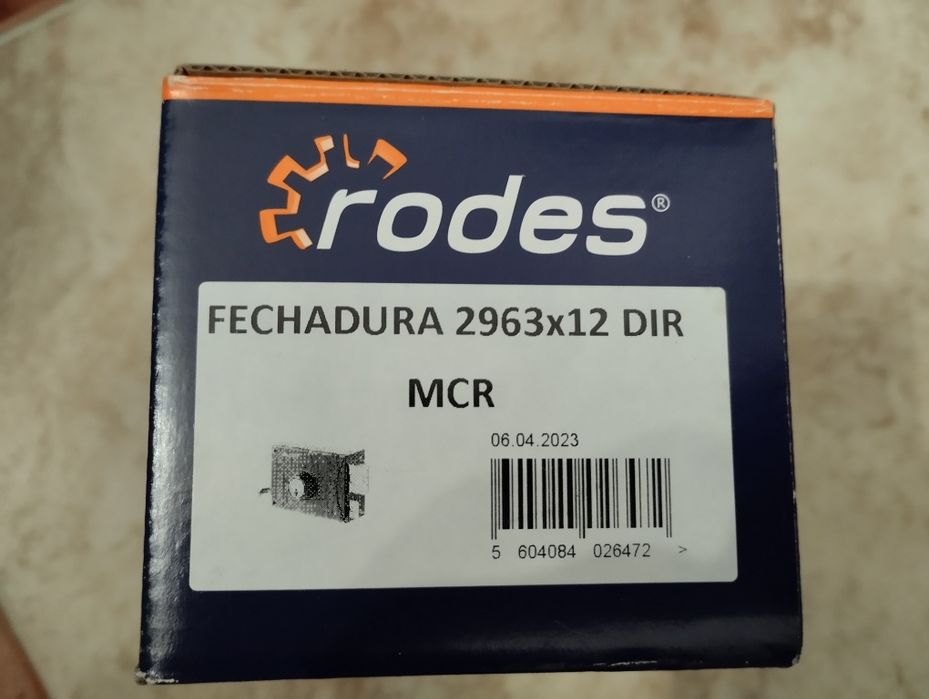 rodes®
FECHADURA 2963x12 DIR
MCR
06.04.2023
5 604084 026472 >